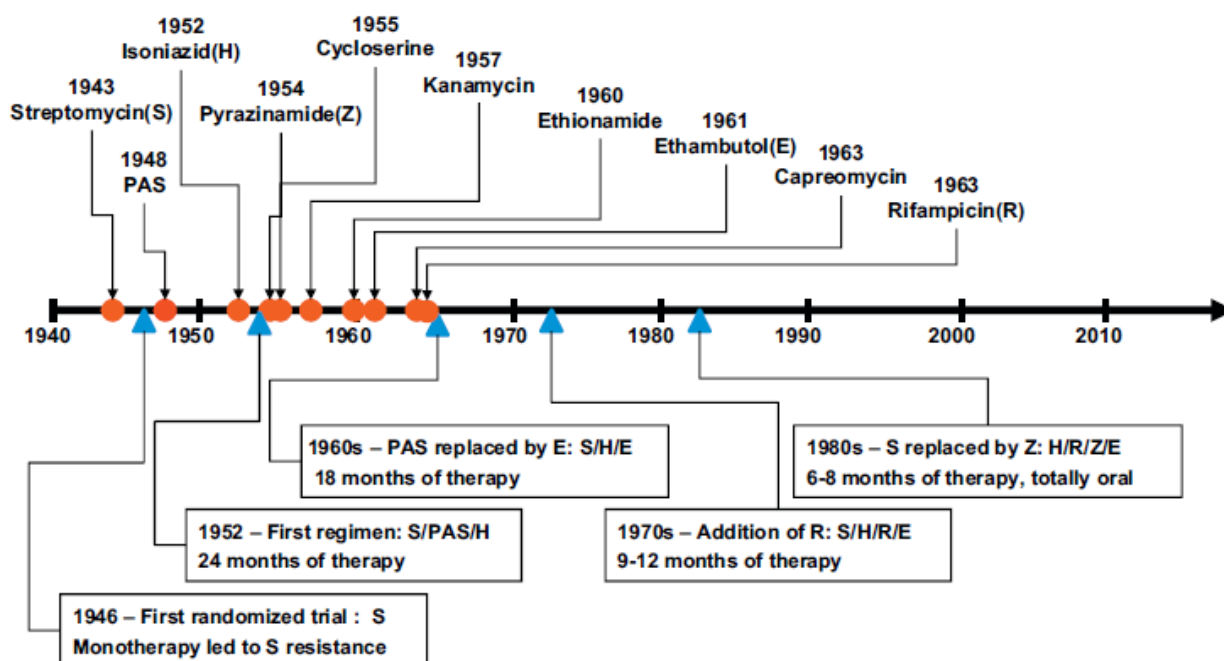 1952
Isoniazid(H)
1955
Cycloserine
1943
Streptomycin(S)
1954
Pyrazinamide(Z)
1957
Kanamycin
1960
Ethionamide
1961
Ethambutol(E)
1948
PAS
1963
Capreomycin
1963
Rifampicin(R)
1940
1950
1960
1970
1980
1990
2000
2010
1960s – PAS replaced by E: S/H/E
18 months of therapy
1980s – S replaced by Z: H/R/Z/E
6-8 months of therapy, totally oral
1952 – First regimen: S/PAS/H
24 months of therapy
1970s – Addition of R: S/H/R/E
9-12 months of therapy
1946 – First randomized trial : S
Monotherapy led to S resistance